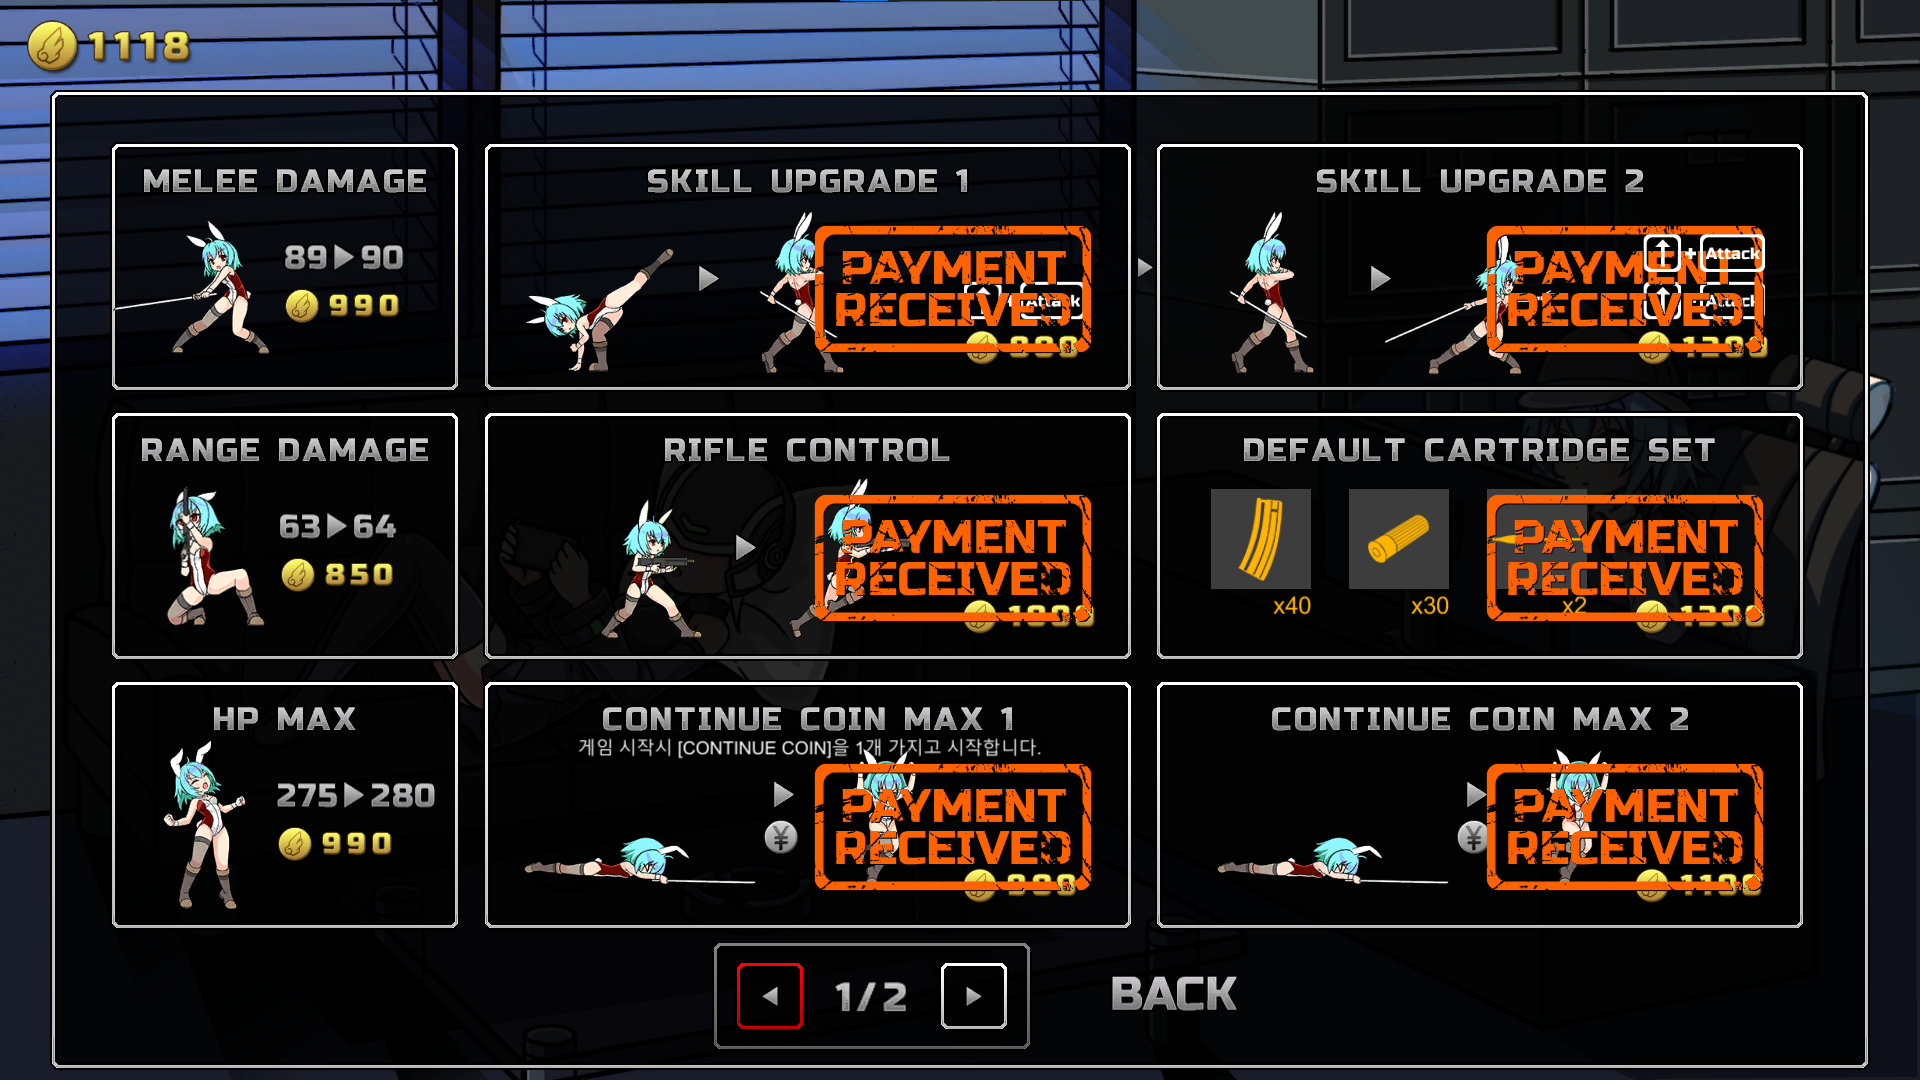 1118
MELEE DAMAGE
89▶90
990
SKILL UPGRADE 1
PAYMENT
RECEIVED
SKILL UPGRADE 2
↑ + Attack
PAYMENT
RECEIVED
RANGE DAMAGE
63▶64
850
RIFLE CONTROL
PAYMENT
RECEIVED
DEFAULT CARTRIDGE SET
x40
x30
x2
PAYMENT
RECEIVED
HP MAX
275▶280
990
CONTINUE COIN MAX 1
게임 시작시 [CONTINUE COIN]을 1개 가지고 시작합니다.
¥
PAYMENT
RECEIVED
CONTINUE COIN MAX 2
¥
PAYMENT
RECEIVED
◀ 1/2 ▶
BACK